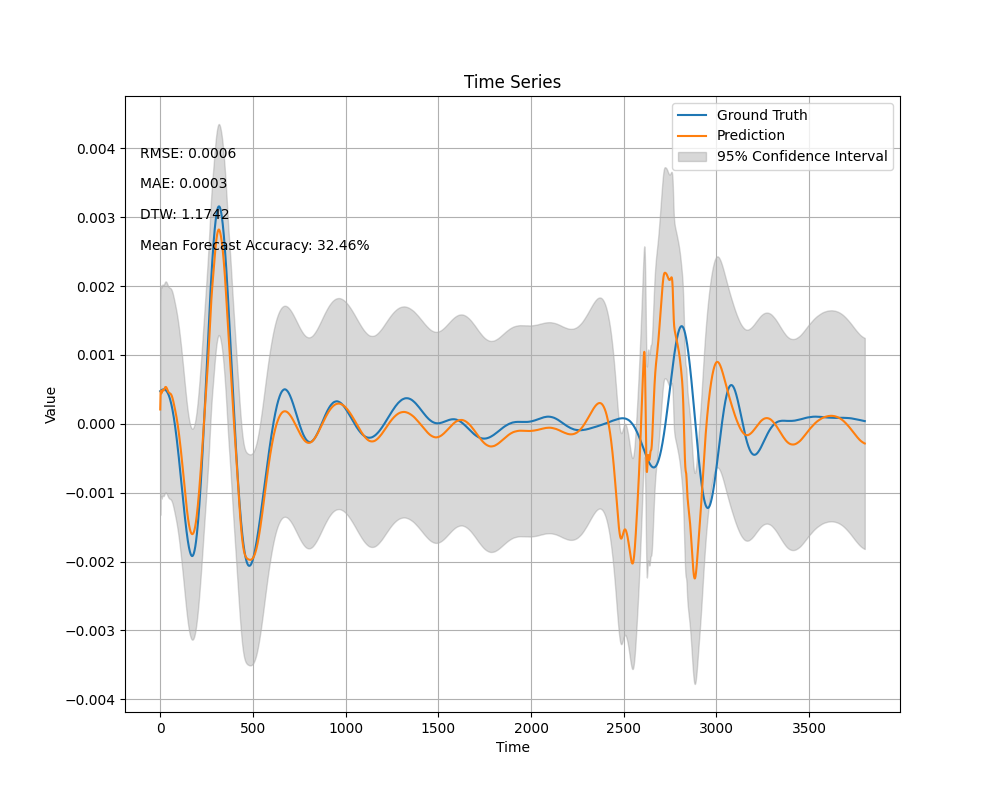 Time Series
Ground Truth
Prediction
95% Confidence Interval
RMSE: 0.0006
MAE: 0.0003
DTW: 1.1742
Mean Forecast Accuracy: 32.46%
Value
0.004
0.003
0.002
0.001
0.000
−0.001
−0.002
−0.003
−0.004
0 500 1000 1500 2000 2500 3000 3500
Time